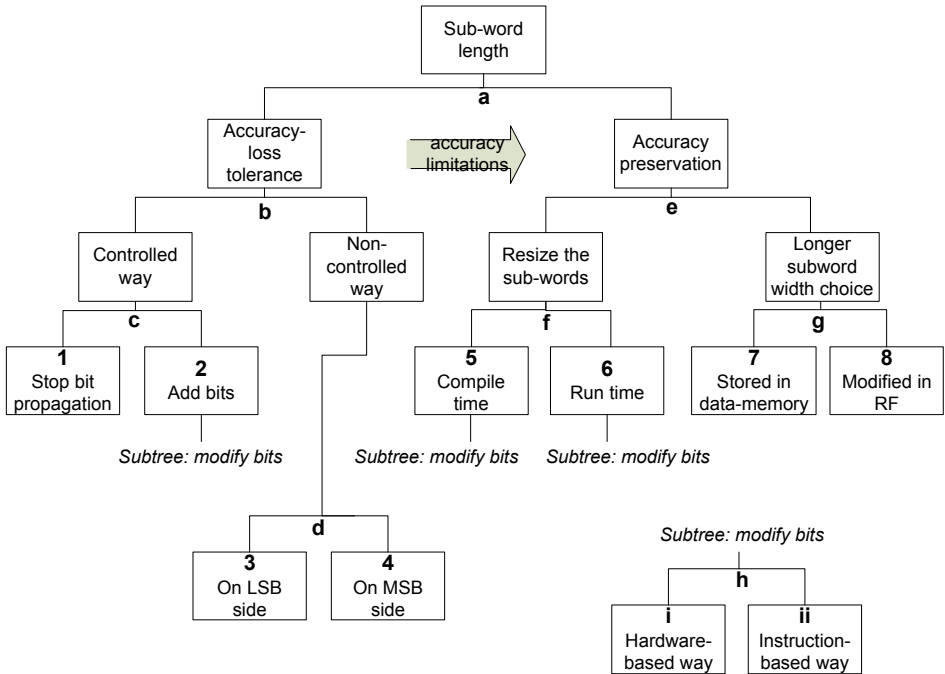 Sub-word
length
a
Accuracy-
loss
tolerance
accuracy
limitations
Accuracy
preservation
b
e
Controlled
way
Non-
controlled
way
Resize the
sub-words
Longer
subword
width choice
c
f
g
1
Stop bit
propagation
2
Add bits
5
Compile
time
6
Run time
7
Stored in
data-memory
8
Modified in
RF
Subtree: modify bits
Subtree: modify bits
Subtree: modify bits
d
3
On LSB
side
4
On MSB
side
Subtree: modify bits
h
i
Hardware-
based way
ii
Instruction-
based way